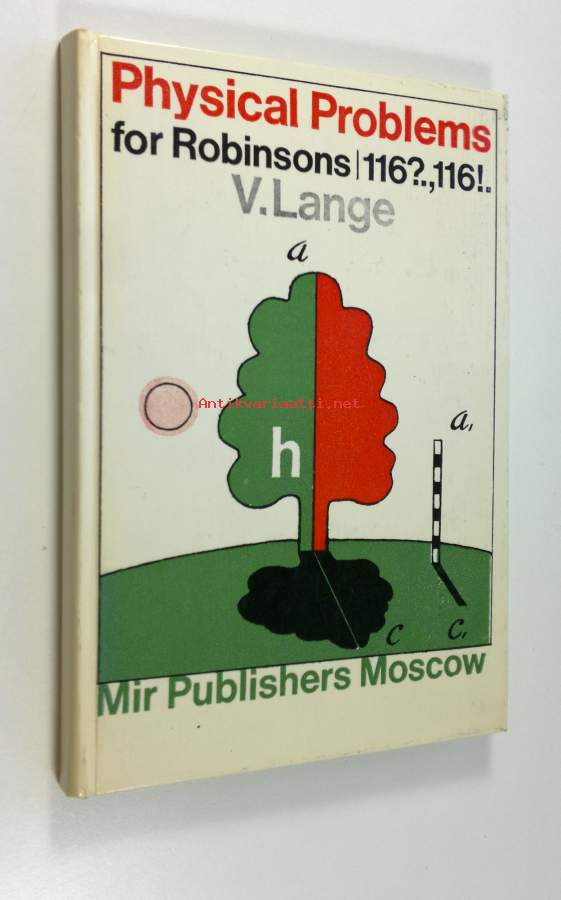 Physical Problems
for Robinsons|116?.,116!.
V.Lange
a
Antikvariaatti.net
h
a,
c
c,
Mir Publishers Moscow